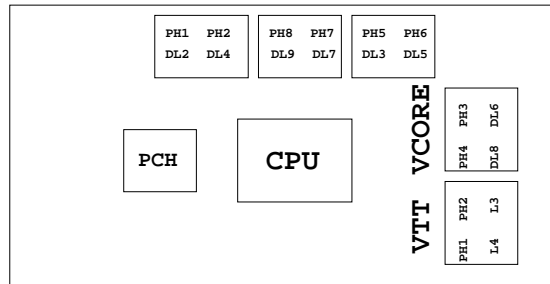 PH1 PH2
DL2 DL4
PH8 PH7
DL9 DL7
PH5 PH6
DL3 DL5
PCH
CPU
VCORE
PH3 DL6
PH4 DL8
VTT
PH2 L3
PH1 L4